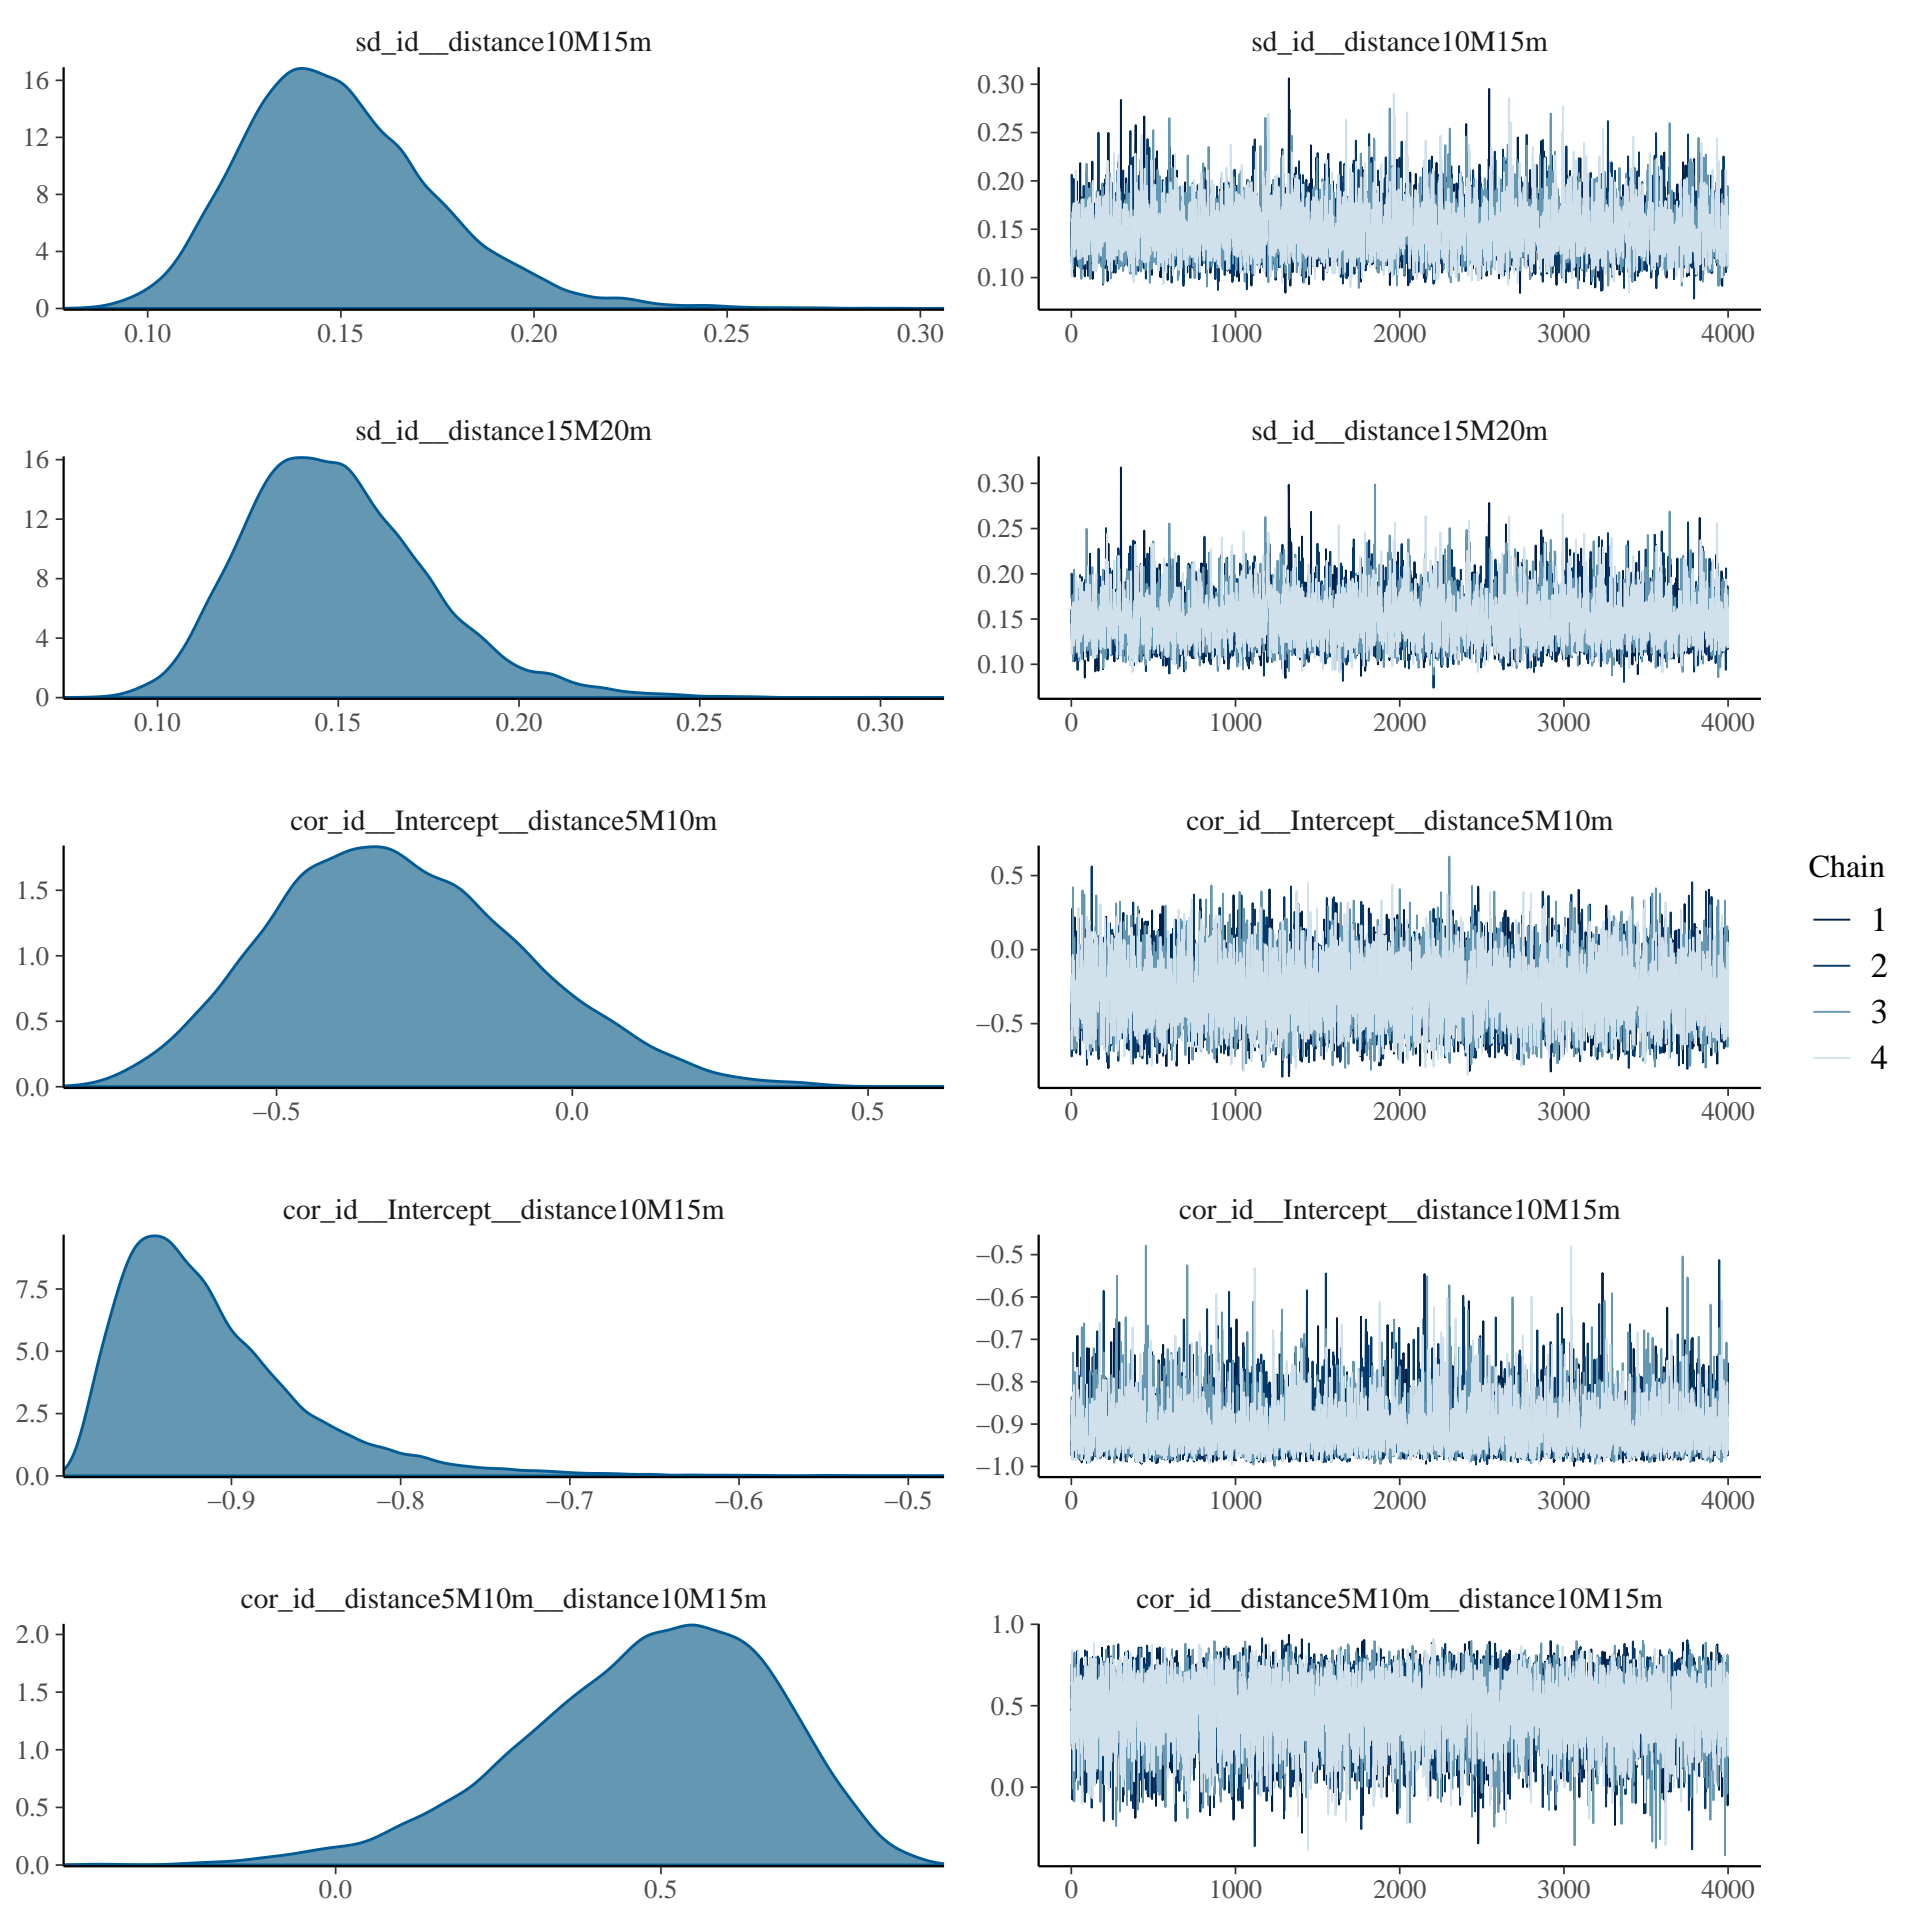 sd_id__distance10M15m
16
12
8
4
0
0.10 0.15 0.20 0.25 0.30
sd_id__distance10M15m
0.30
0.25
0.20
0.15
0.10
0 1000 2000 3000 4000
sd_id__distance15M20m
16
12
8
4
0
0.10 0.15 0.20 0.25 0.30
sd_id__distance15M20m
0.30
0.25
0.20
0.15
0.10
0 1000 2000 3000 4000
cor_id__Intercept__distance5M10m
1.5
1.0
0.5
0.0
−0.5 0.0 0.5
cor_id__Intercept__distance5M10m
0.5
0.0
−0.5
0 1000 2000 3000 4000
Chain
1
2
3
4
cor_id__Intercept__distance10M15m
7.5
5.0
2.5
0.0
−0.9 −0.8 −0.7 −0.6 −0.5
cor_id__Intercept__distance10M15m
−0.5
−0.6
−0.7
−0.8
−0.9
−1.0
0 1000 2000 3000 4000
cor_id__distance5M10m__distance10M15m
2.0
1.5
1.0
0.5
0.0
0.0 0.5
cor_id__distance5M10m__distance10M15m
1.0
0.5
0.0
0 1000 2000 3000 4000